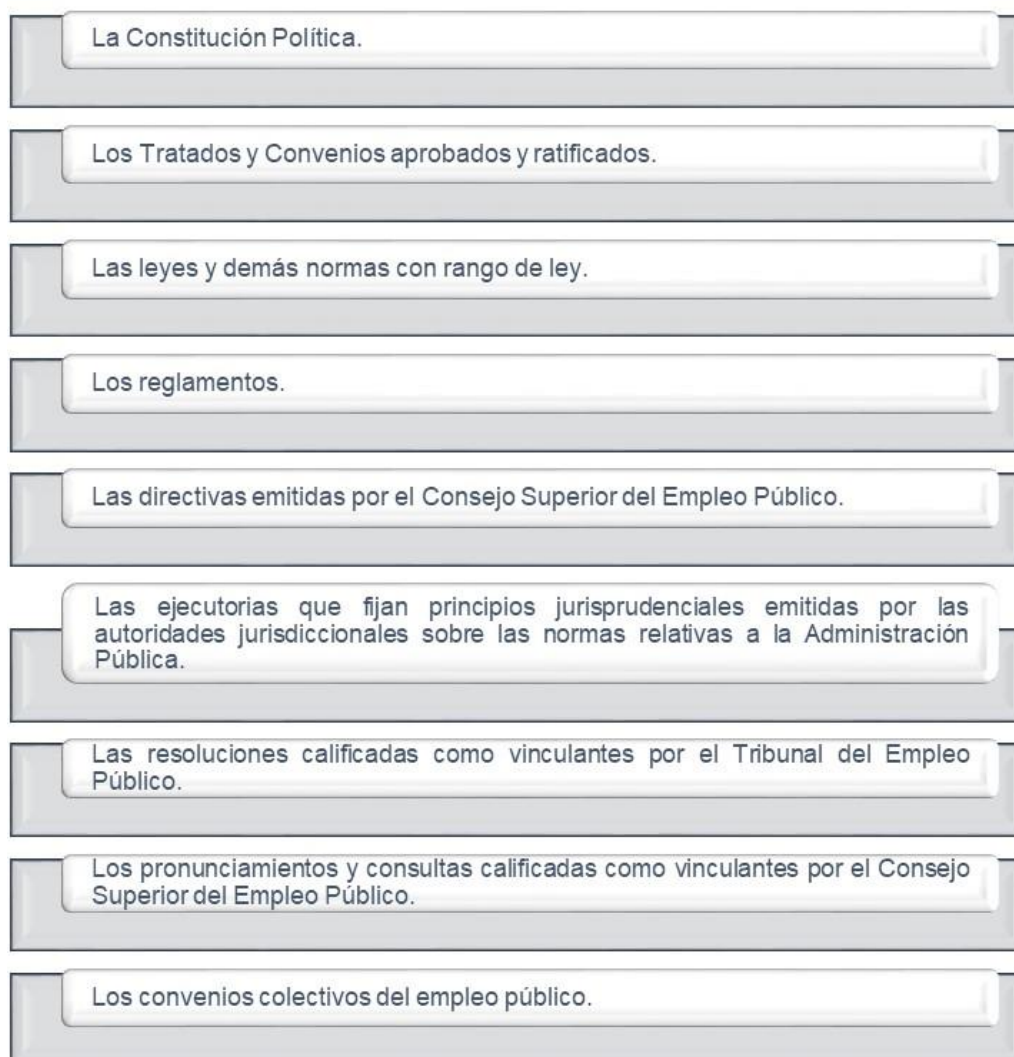 La Constitución Política.
Los Tratados y Convenios aprobados y ratificados.
Las leyes y demás normas con rango de ley.
Los reglamentos.
Las directivas emitidas por el Consejo Superior del Empleo Público.
Las ejecutorias que fijan principios jurisprudenciales emitidas por las
autoridades jurisdiccionales sobre las normas relativas a la Administración
Pública.
Las resoluciones calificadas como vinculantes por el Tribunal del Empleo
Público.
Los pronunciamientos y consultas calificadas como vinculantes por el Consejo
Superior del Empleo Público.
Los convenios colectivos del empleo público.